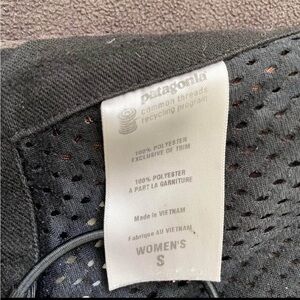 patagonia
common threads
recycling program
100% POLYESTER
EXCLUSIVE OF TRIM
100% POLYESTER
A PART LA GARNITURE
Made in VIETNAM
Fabriqué AU VIETNAM
WOMEN'S
S